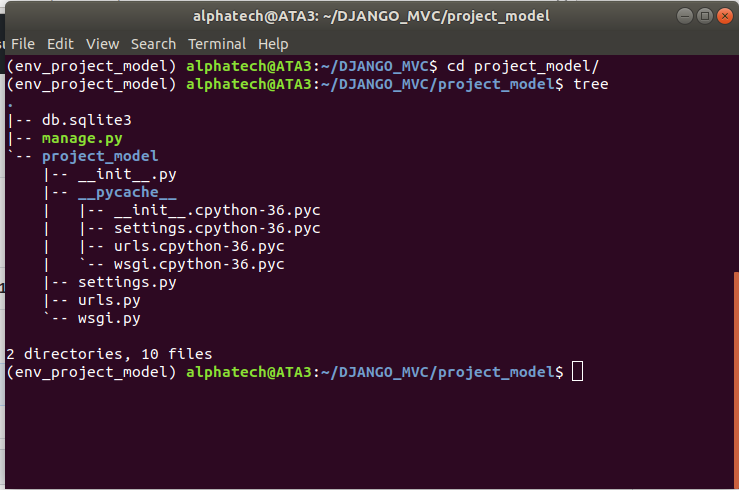 alphatech@ATA3: ~/DJANGO_MVC/project_model
File Edit View Search Terminal Help
(env_project_model) alphatech@ATA3:~/DJANGO_MVC$ cd project_model/
(env_project_model) alphatech@ATA3:~/DJANGO_MVC/project_model$ tree
.
|-- db.sqlite3
|-- manage.py
`-- project_model
    |-- __init__.py
    |-- __pycache__
    |   |-- __init__.cpython-36.pyc
    |   |-- settings.cpython-36.pyc
    |   |-- urls.cpython-36.pyc
    |   `-- wsgi.cpython-36.pyc
    |-- settings.py
    |-- urls.py
    `-- wsgi.py

2 directories, 10 files
(env_project_model) alphatech@ATA3:~/DJANGO_MVC/project_model$